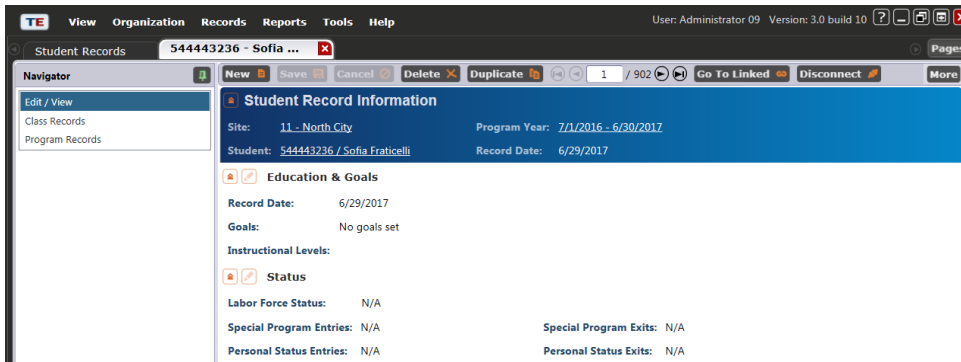 TE View Organization Records Reports Tools Help User: Administrator 09 Version: 3.0 build 10 ?
Student Records 544443236 - Sofia ... X Pages
Navigator New Save Cancel Delete Duplicate 1 / 902 Go To Linked Disconnect More
Edit / View
Class Records
Program Records
Student Record Information
Site: 11 - North City Program Year: 7/1/2016 - 6/30/2017
Student: 544443236 / Sofia Fraticelli Record Date: 6/29/2017
Education & Goals
Record Date: 6/29/2017
Goals: No goals set
Instructional Levels:
Status
Labor Force Status: N/A
Special Program Entries: N/A Special Program Exits: N/A
Personal Status Entries: N/A Personal Status Exits: N/A